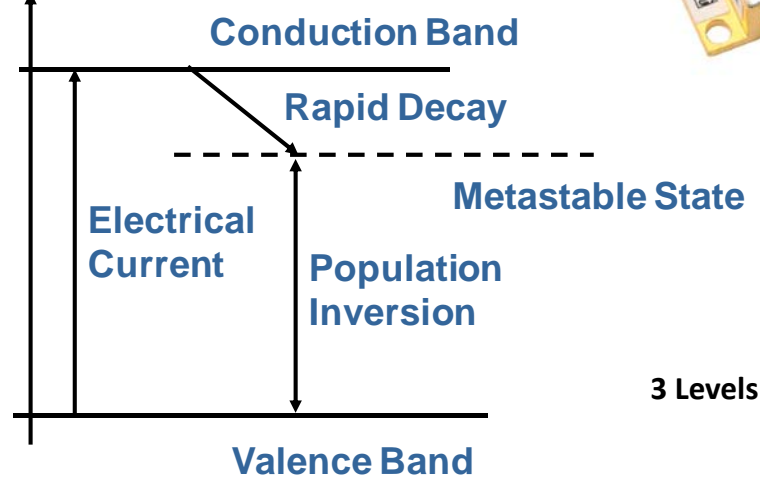 Conduction Band
Rapid Decay
Metastable State
Electrical
Current
Population
Inversion
3 Levels
Valence Band